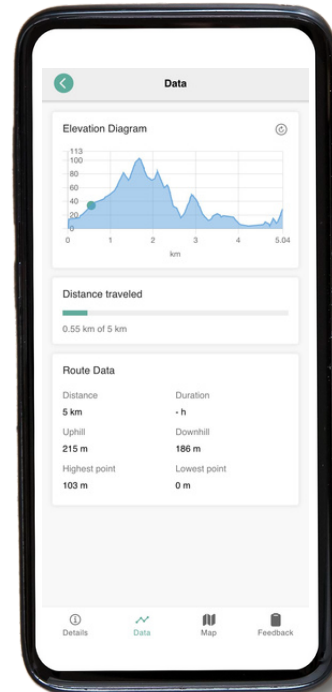 Data
Elevation Diagram
113
100
80
60
40
20
0
0 1 2 3 4 5.04
km
Distance traveled
0.55 km of 5 km
Route Data
Distance Duration
5 km - h
Uphill Downhill
215 m 186 m
Highest point Lowest point
103 m 0 m
Details Data Map Feedback